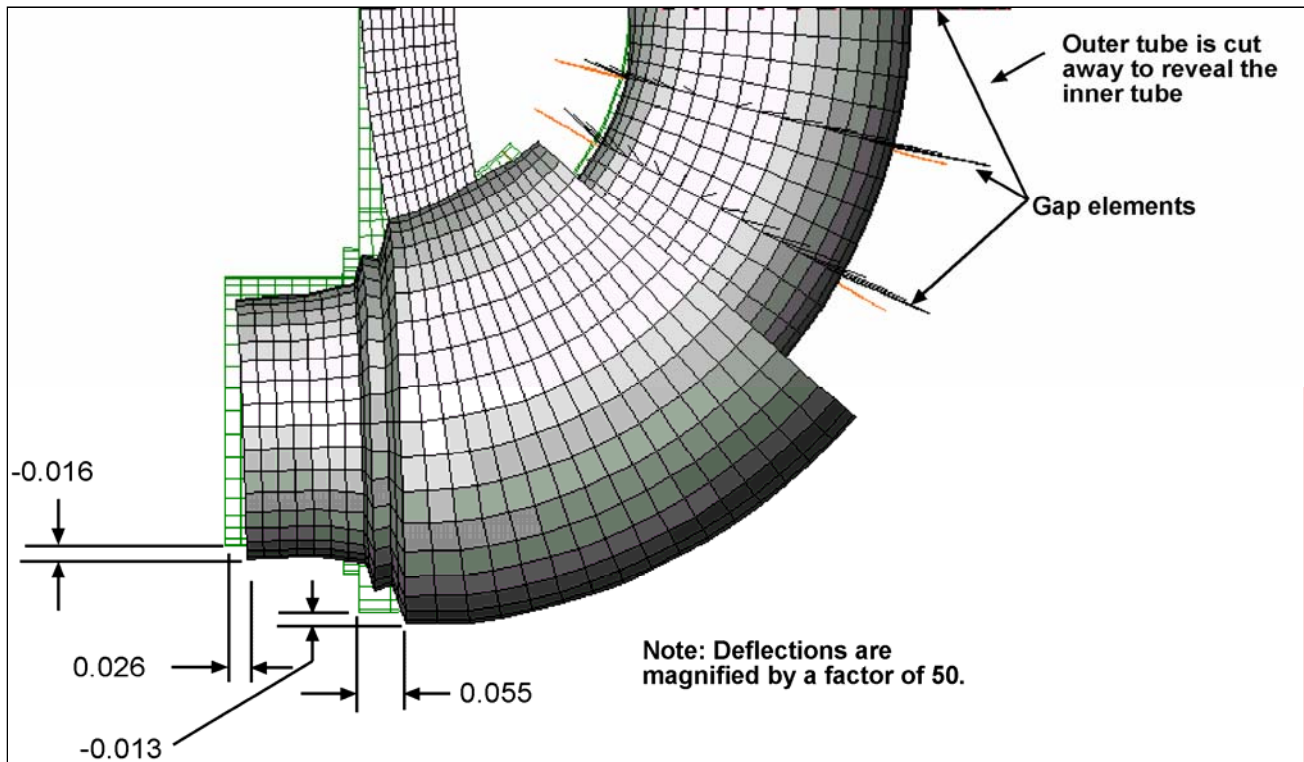 Outer tube is cut
away to reveal the
inner tube
Gap elements
-0.016
0.026
-0.013
0.055
Note: Deflections are
magnified by a factor of 50.